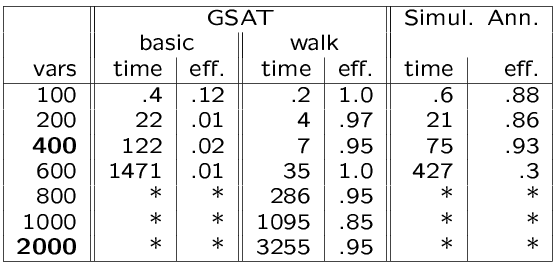 GSAT Simul. Ann.
basic walk
vars time eff. time eff. time eff.
100 .4 .12 .2 1.0 .6 .88
200 22 .01 4 .97 21 .86
400 122 .02 7 .95 75 .93
600 1471 .01 35 1.0 427 .3
800 * * 286 .95 * *
1000 * * 1095 .85 * *
2000 * * 3255 .95 * *